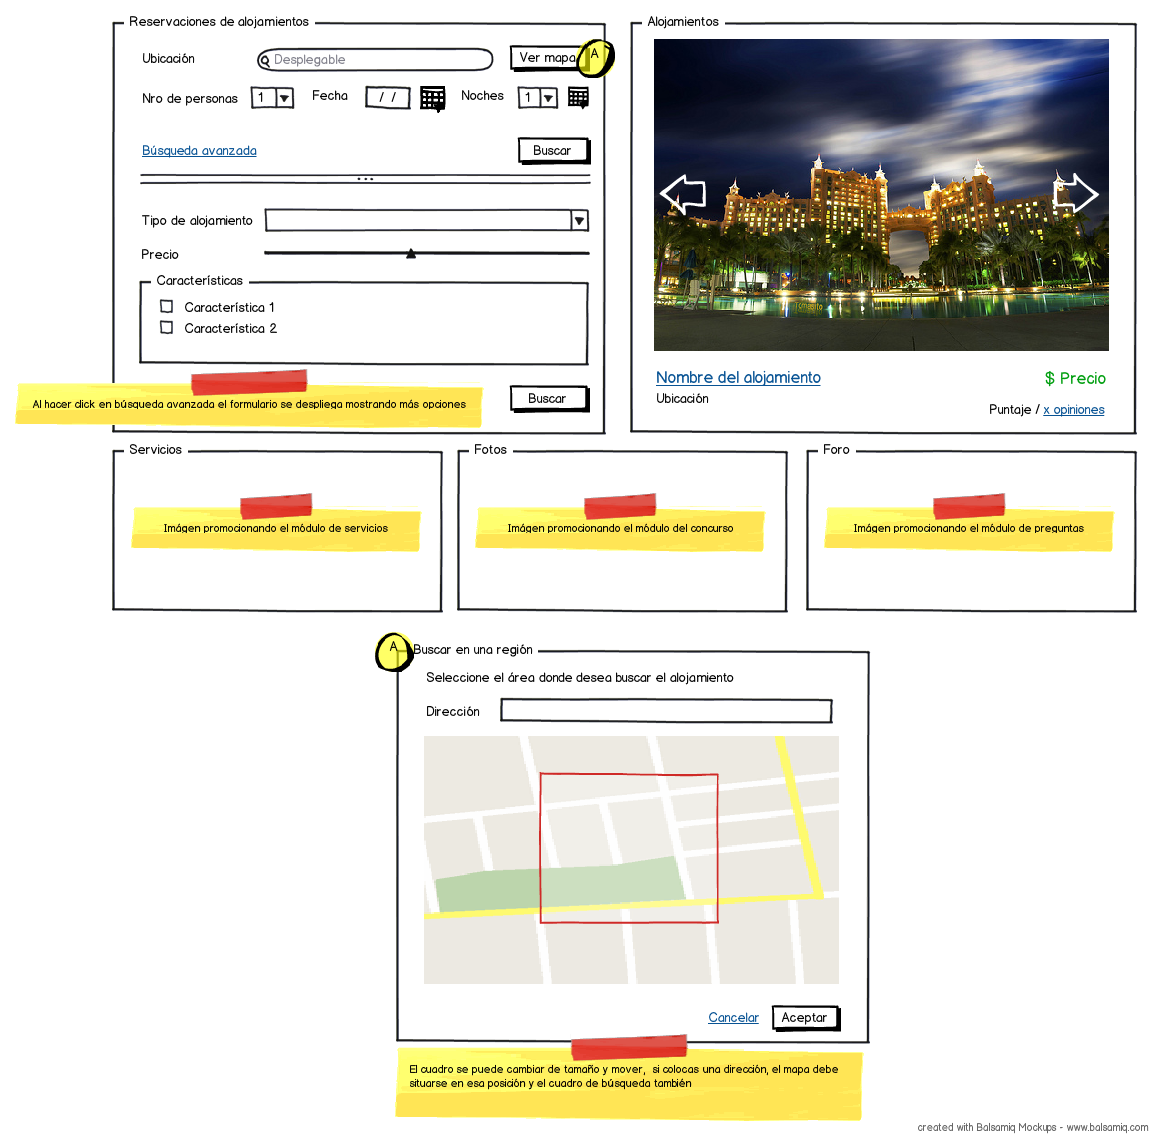 Reservaciones de alojamientos
Ubicación
Desplegable
Ver mapa
A
Nro de personas
1
Fecha
/ /
Noches
1
Búsqueda avanzada
Buscar
Tipo de alojamiento
Precio
Características
Característica 1
Característica 2
Al hacer click en búsqueda avanzada el formulario se despliega mostrando más opciones
Buscar
Alojamientos
Nombre del alojamiento
$ Precio
Ubicación
Puntaje / x opiniones
Servicios
Imágen promocionando el módulo de servicios
Fotos
Imágen promocionando el módulo del concurso
Foro
Imágen promocionando el módulo de preguntas
A
Buscar en una región
Seleccione el área donde desea buscar el alojamiento
Dirección
Cancelar
Aceptar
El cuadro se puede cambiar de tamaño y mover, si colocas una dirección, el mapa debe
situarse en esa posición y el cuadro de búsqueda también
created with Balsamiq Mockups - www.balsamiq.com